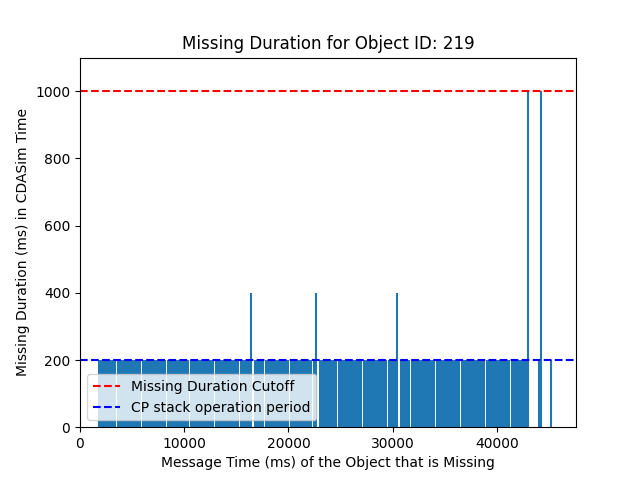 Missing Duration for Object ID: 219
Missing Duration (ms) in CDASim Time
1000
800
600
400
200
0
Missing Duration Cutoff
CP stack operation period
0 10000 20000 30000 40000
Message Time (ms) of the Object that is Missing